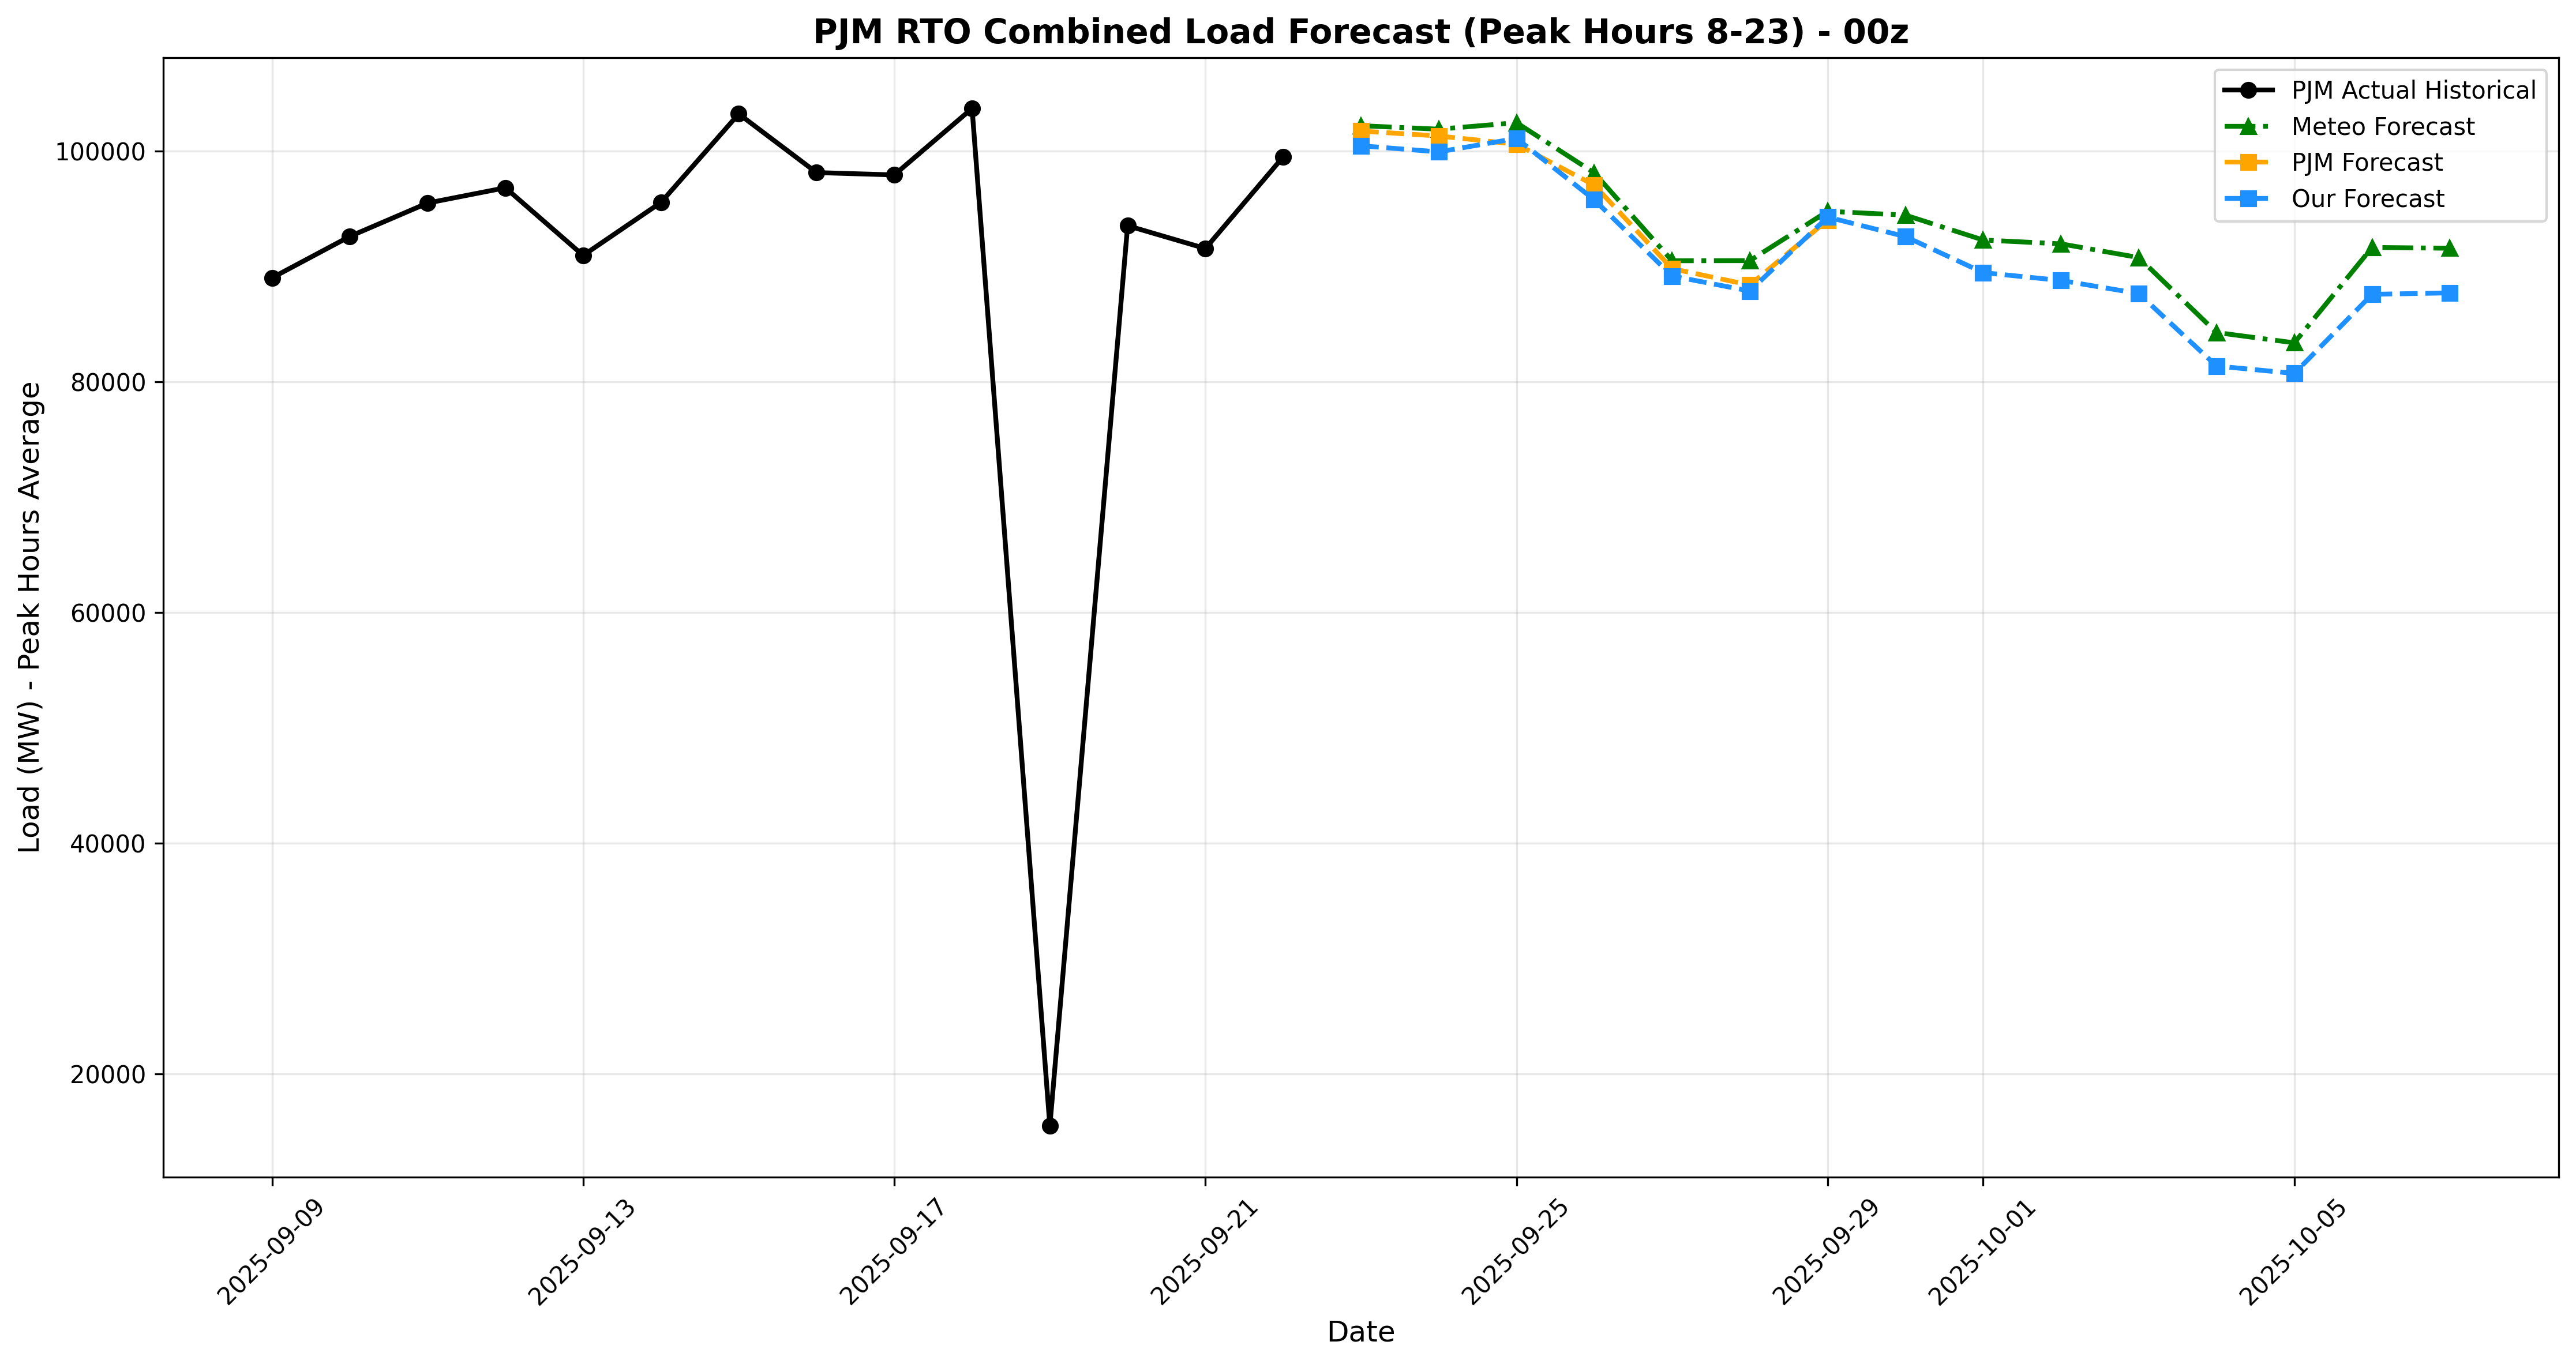 PJM RTO Combined Load Forecast (Peak Hours 8-23) - 00z
PJM Actual Historical
Meteo Forecast
PJM Forecast
Our Forecast
Load (MW) - Peak Hours Average
100000
80000
60000
40000
20000
2025-09-09
2025-09-13
2025-09-17
2025-09-21
2025-09-25
2025-09-29
2025-10-01
2025-10-05
Date